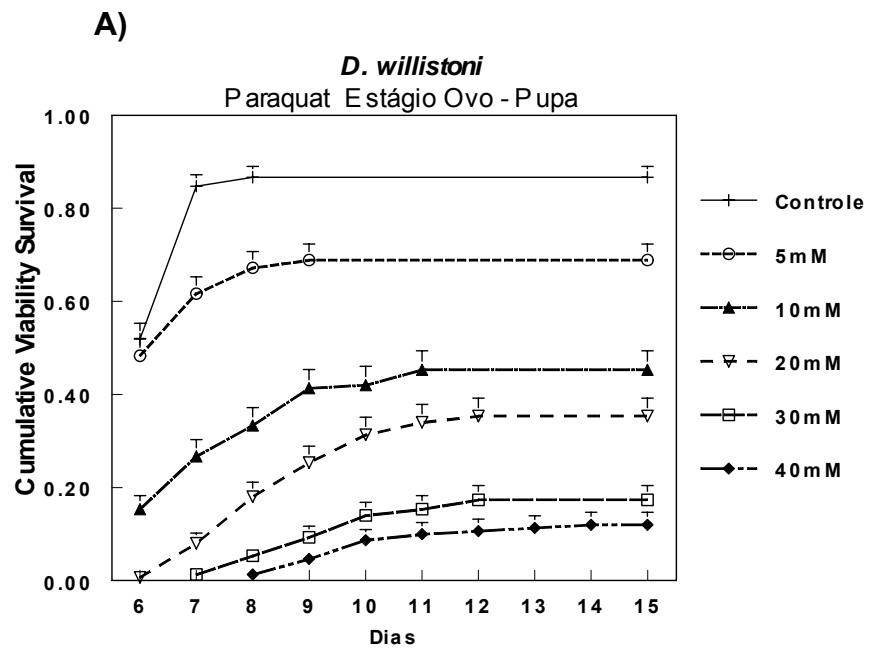 A)
D. willistoni
Paraquat Estágio Ovo - Pupa
Cumulative Viability Survival
1.00
0.80
0.60
0.40
0.20
0.00
6 7 8 9 10 11 12 13 14 15
Dias
Controle
5mM
10mM
20mM
30mM
40mM